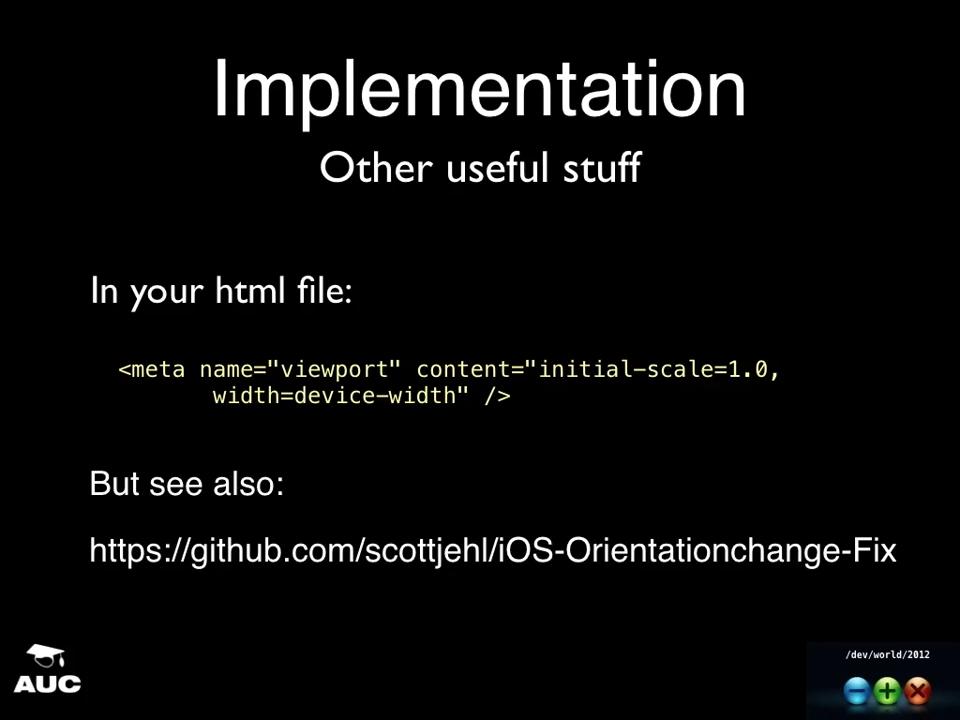 Implementation
Other useful stuff
In your html file:
<meta name="viewport" content="initial-scale=1.0,
width=device-width" />
But see also:
https://github.com/scottjehl/iOS-Orientationchange-Fix
AUC
/dev/world/2012